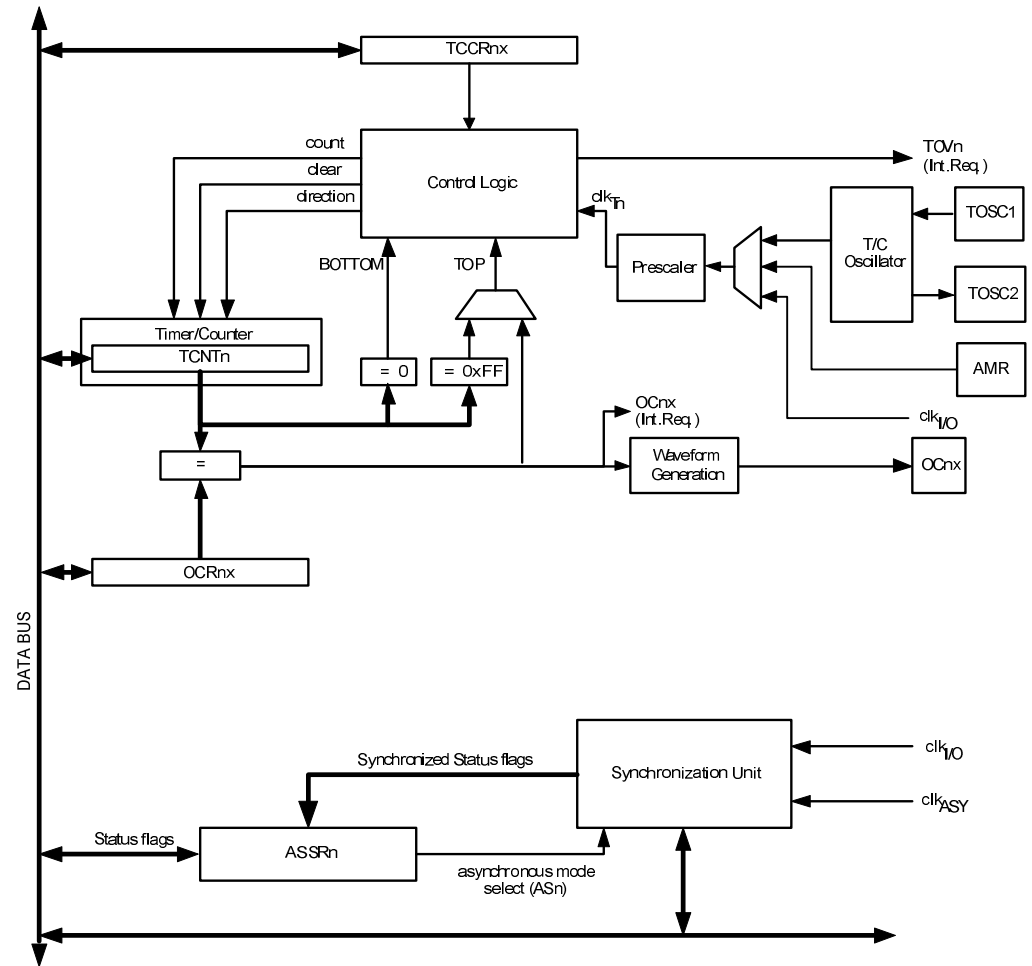 TCCRnx
count
clear
direction
Control Logic
TOVn
(Int.Req.)
clkTn
TOSC1
T/C
Oscillator
TOSC2
Prescaler
BOTTOM
TOP
Timer/Counter
TCNTn
= 0
= 0xFF
AMR
OCnx
(Int.Req.)
clkI/O
=
Waveform
Generation
OCnx
OCRnx
DATA BUS
Synchronized Status flags
Synchronization Unit
clkI/O
clkASY
Status flags
ASSRn
asynchronous mode
select (ASn)